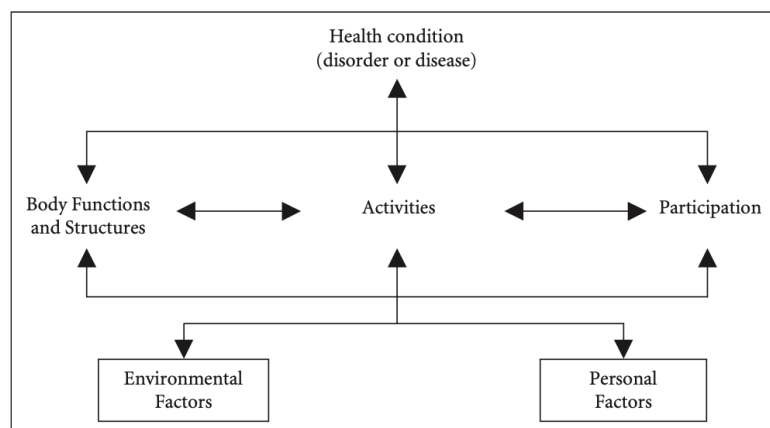 Health condition
(disorder or disease)
Body Functions
and Structures
Activities
Participation
Environmental
Factors
Personal
Factors